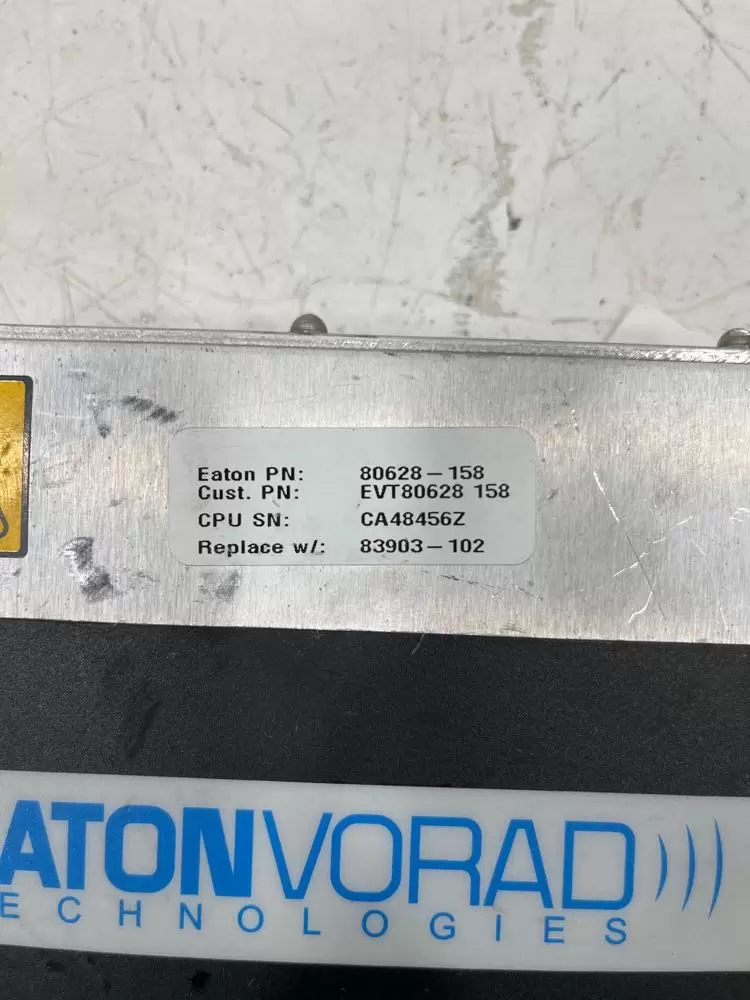 Eaton PN: 80628-158
Cust. PN: EVT80628 158
CPU SN: CA48456Z
Replace w/: 83903-102
ATONVORAD
ECHNOLOGIES